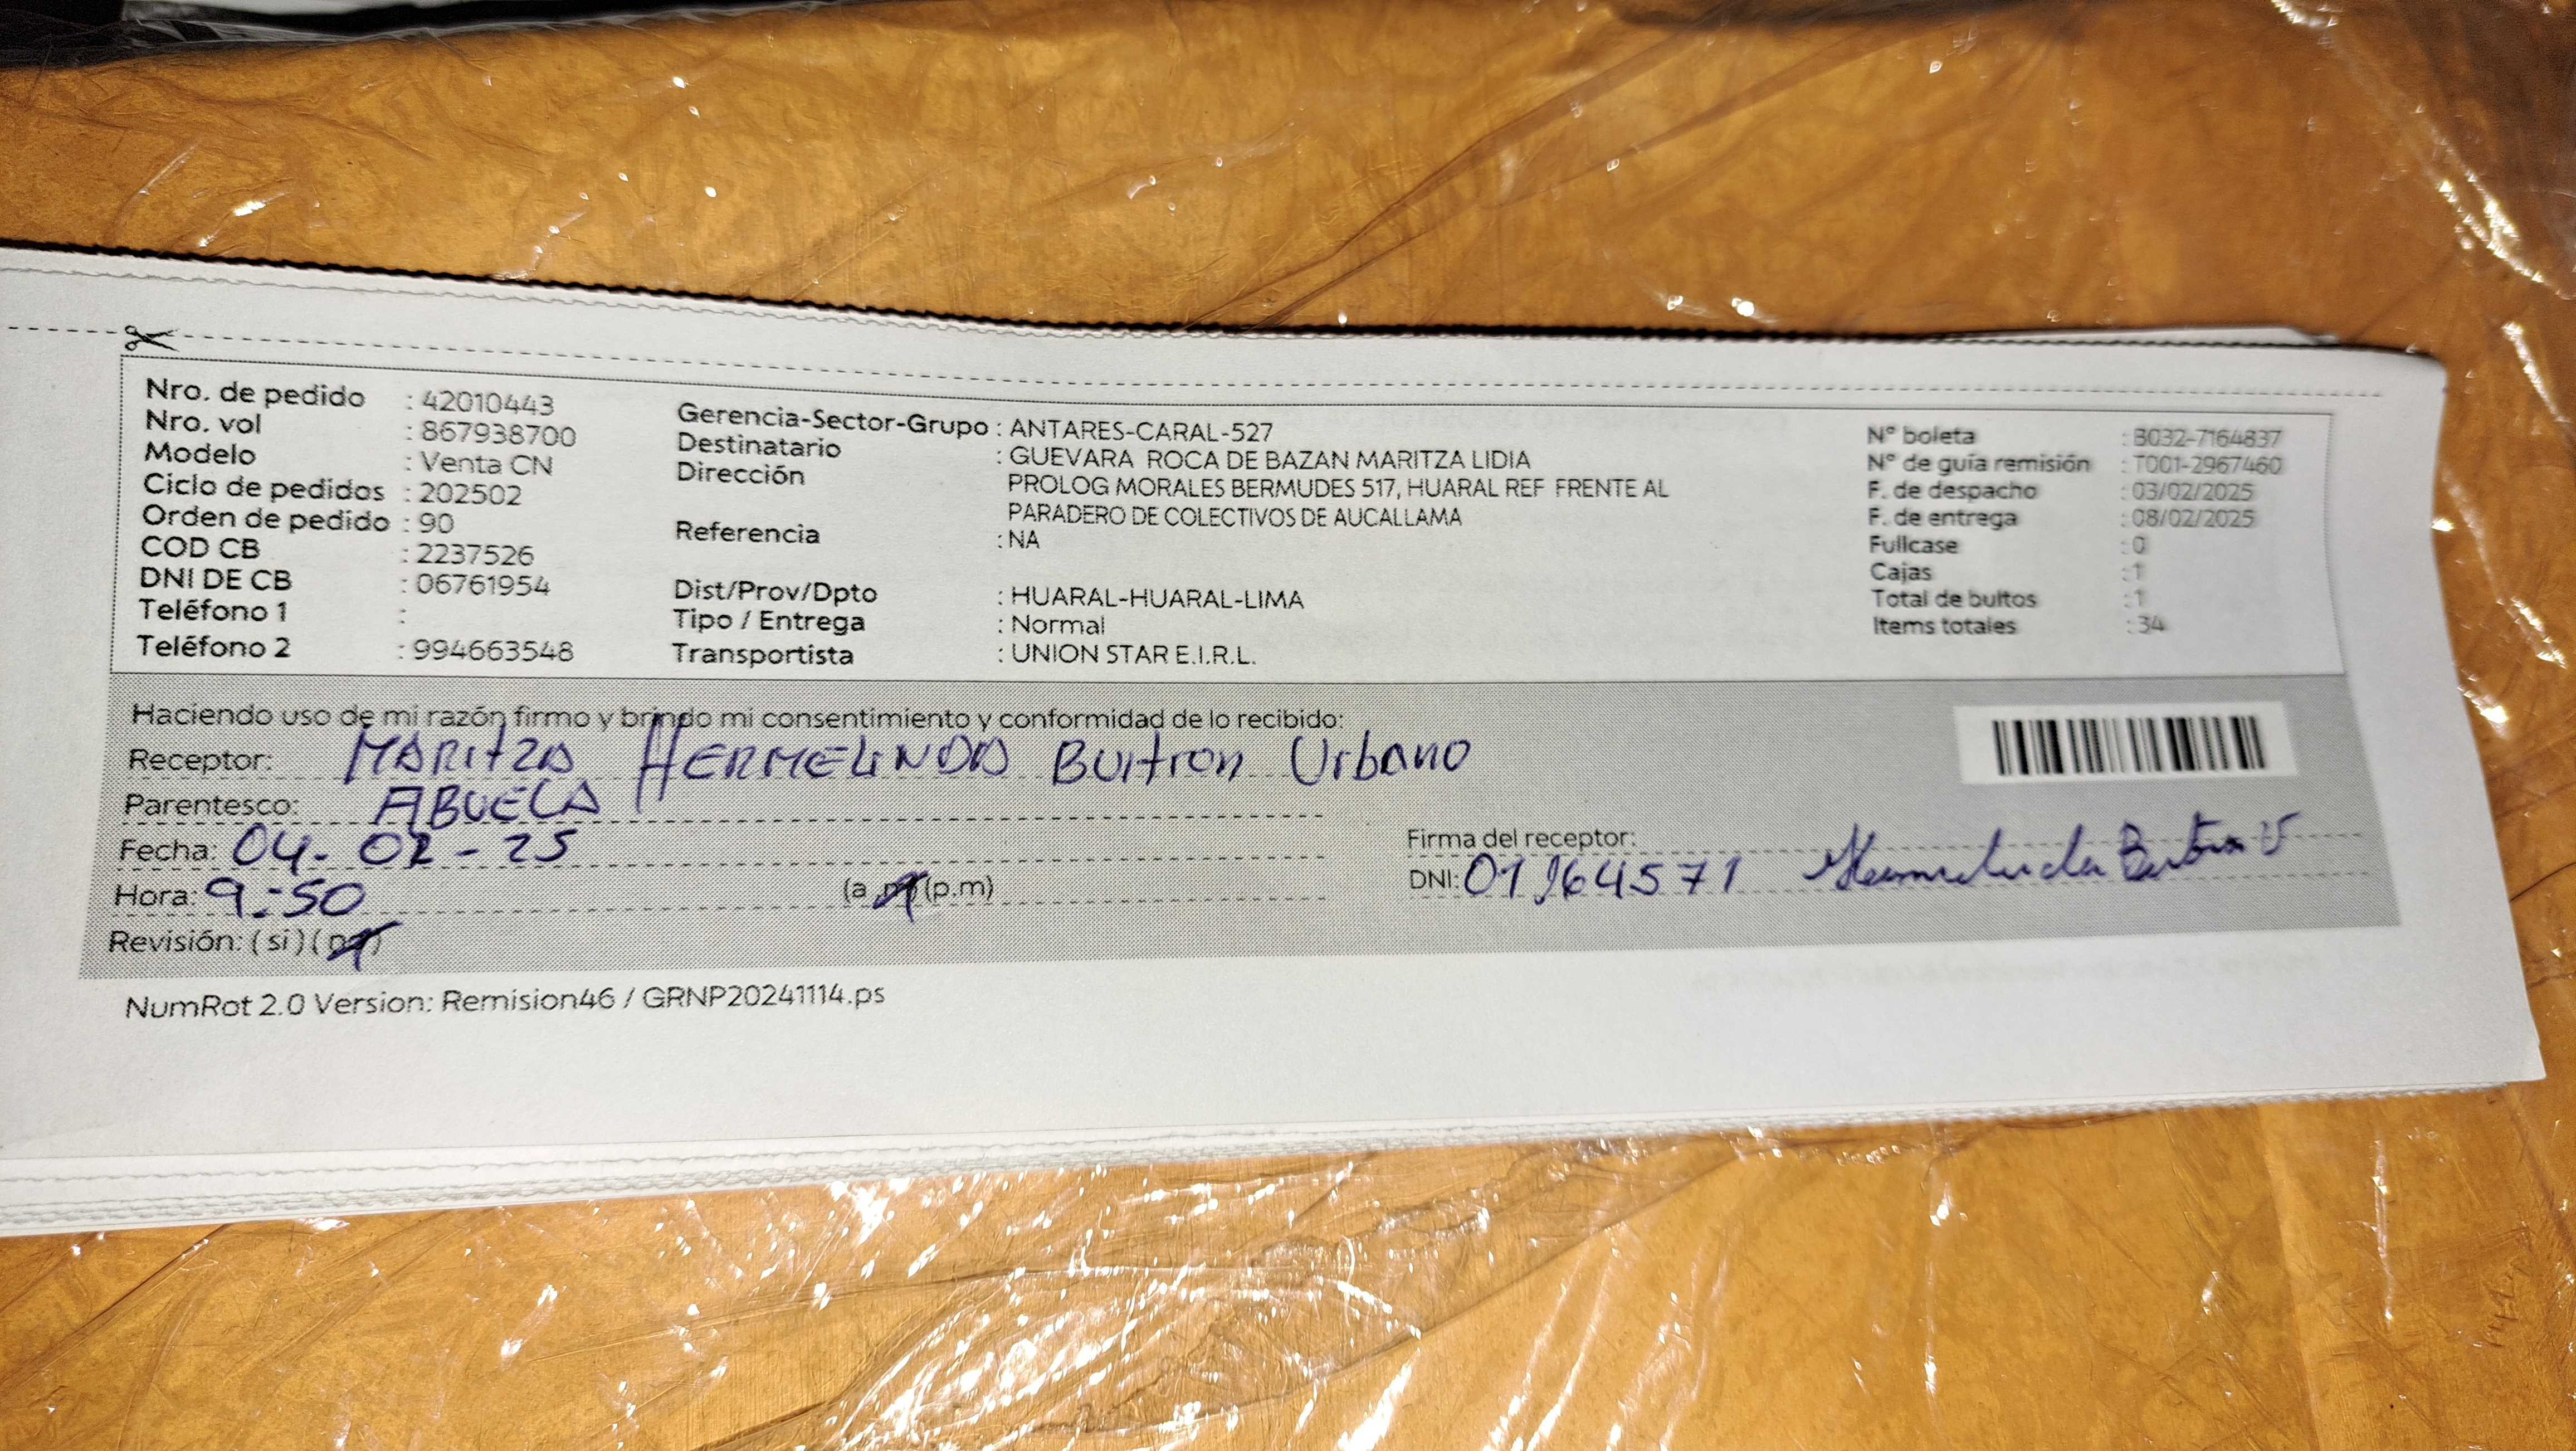 Nro. de pedido : 42010443
Nro. vol : 867938700
Modelo : Venta CN
Ciclo de pedidos : 202502
Orden de pedido : 90
COD CB : 2237526
DNI DE CB : 06761954
Teléfono 1 :
Teléfono 2 : 994663548
Gerencia-Sector-Grupo : ANTARES-CARAL-527
Destinatario : GUEVARA ROCA DE BAZAN MARITZA LIDIA
Dirección PROLOG MORALES BERMUDES 517, HUARAL REF FRENTE AL
PARADERO DE COLECTIVOS DE AUCALLAMA
Referencia : NA
Dist/Prov/Dpto : HUARAL-HUARAL-LIMA
Tipo / Entrega : Normal
Transportista : UNION STAR E.I.R.L.
N° boleta : B032-7164837
N° de guía remisión : T001-2967460
F. de despacho : 03/02/2025
F. de entrega : 08/02/2025
Fullcase : 0
Cajas : 1
Total de bultos : 1
Items totales : 34
Haciendo uso de mi razón firmo y brindo mi consentimiento y conformidad de lo recibido:
Receptor: MARITZA HERMELINDA Buitron Urbano
Parentesco: ABUELA
Fecha: 04-02-25
Hora: 9:50 (a.m) (p.m)
Revisión: (si) (no)
Firma del receptor:
DNI:
NumRot 2.0 Version: Remision46 / GRNP20241114.ps